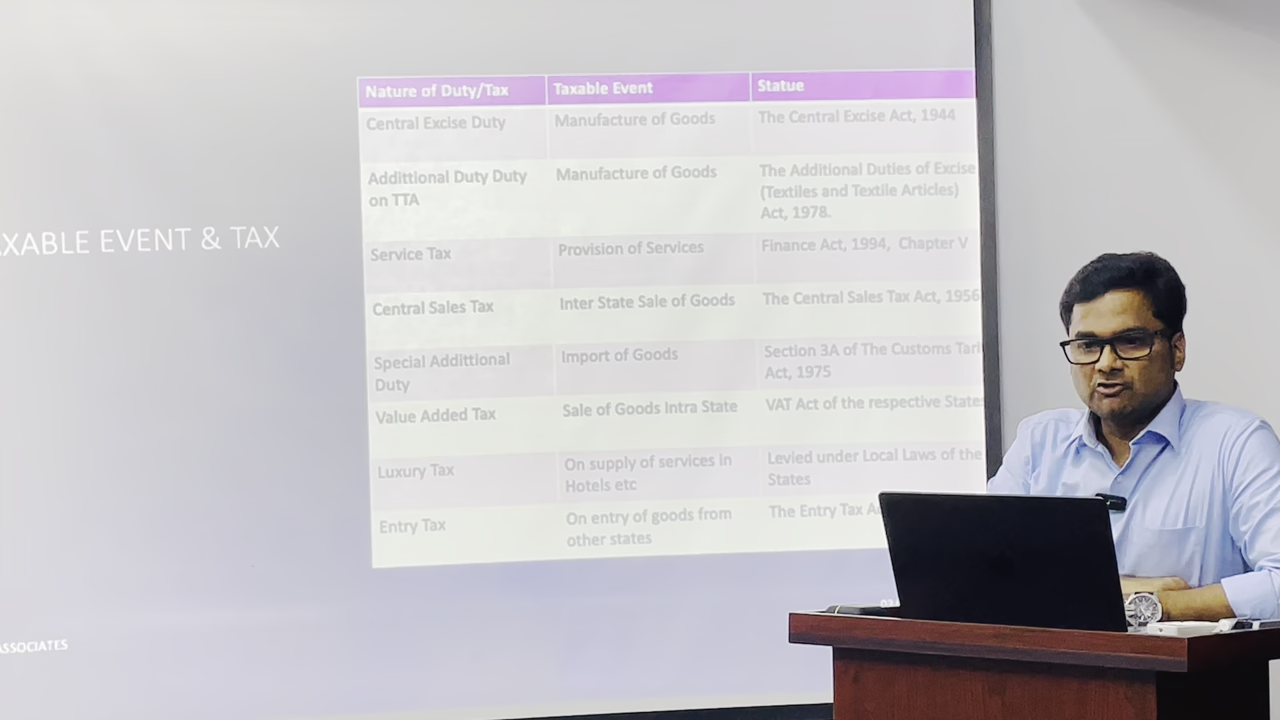 AXABLE EVENT & TAX
Nature of Duty/Tax
Taxable Event
Statue
Central Excise Duty
Manufacture of Goods
The Central Excise Act, 1944
Addittional Duty Duty
on TTA
Manufacture of Goods
The Additional Duties of Excise
(Textiles and Textile Articles)
Act, 1978.
Service Tax
Provision of Services
Finance Act, 1994, Chapter V
Central Sales Tax
Inter State Sale of Goods
The Central Sales Tax Act, 1956
Special Addittional
Duty
Import of Goods
Section 3A of The Customs Tari
Act, 1975
Value Added Tax
Sale of Goods Intra State
VAT Act of the respective State
Luxury Tax
On supply of services in
Hotels etc
Levied under Local Laws of the
States
Entry Tax
On entry of goods from
other states
The Entry Tax A
ASSOCIATES